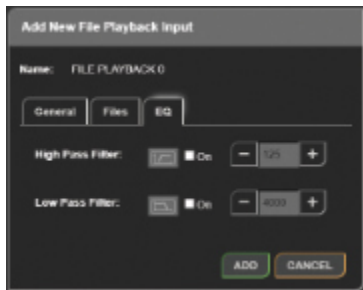 Add New File Playback Input
Name: FILE PLAYBACK 0
General Files EQ
High Pass Filter: On − 125 +
Low Pass Filter: On − 4000 +
ADD CANCEL